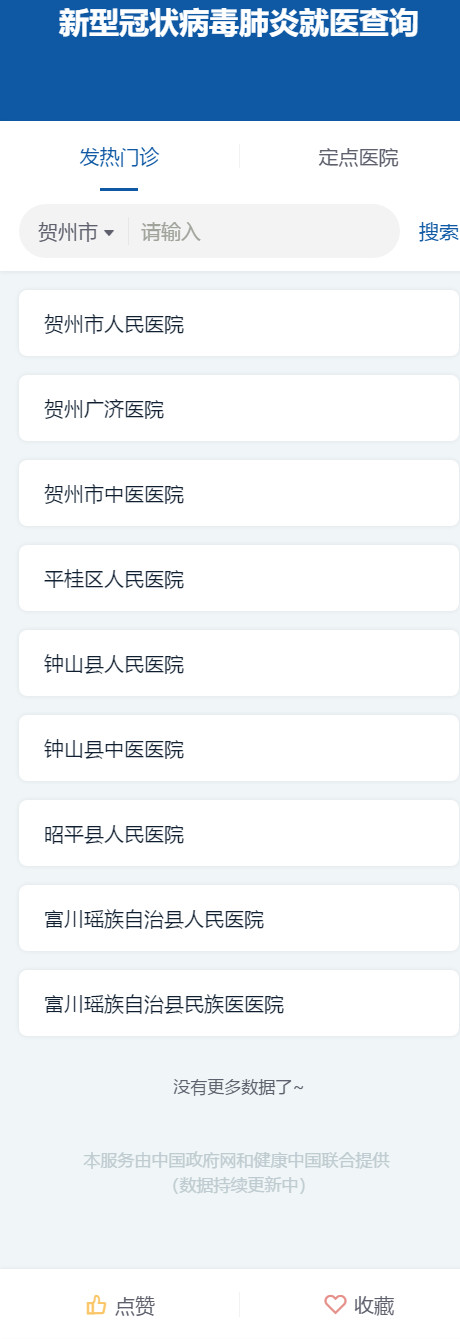 新型冠状病毒肺炎就医查询
发热门诊
定点医院
贺州市
请输入
搜索
贺州市人民医院
贺州广济医院
贺州市中医医院
平桂区人民医院
钟山县人民医院
钟山县中医医院
昭平县人民医院
富川瑶族自治县人民医院
富川瑶族自治县民族医医院
没有更多数据了~
本服务由中国政府网和健康中国联合提供
（数据持续更新中）
点赞
收藏